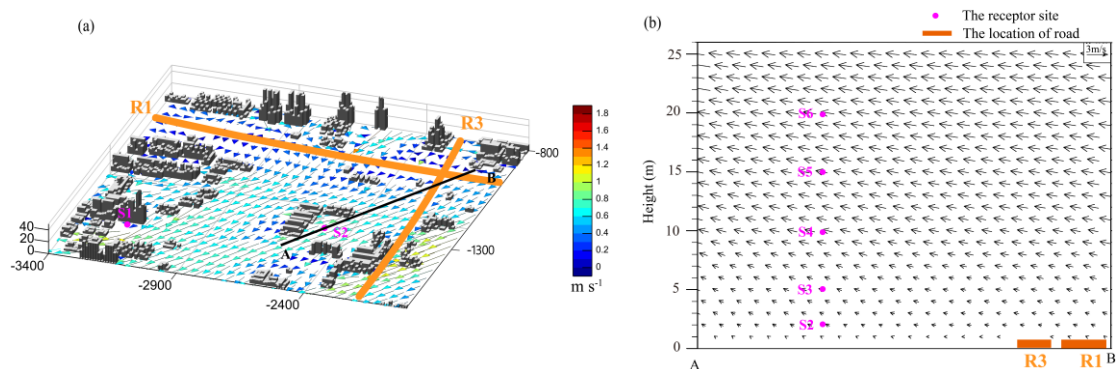 (a)
R1
R3
B
S1
S2
A
40
20
0
-3400
-2900
-2400
-1300
-800
1.8
1.6
1.4
1.2
1
0.8
0.6
0.4
0.2
0
m s⁻¹
(b)
The receptor site
The location of road
3m/s
Height (m)
25
20
15
10
5
0
S6
S5
S4
S3
S2
R3
R1
A
B